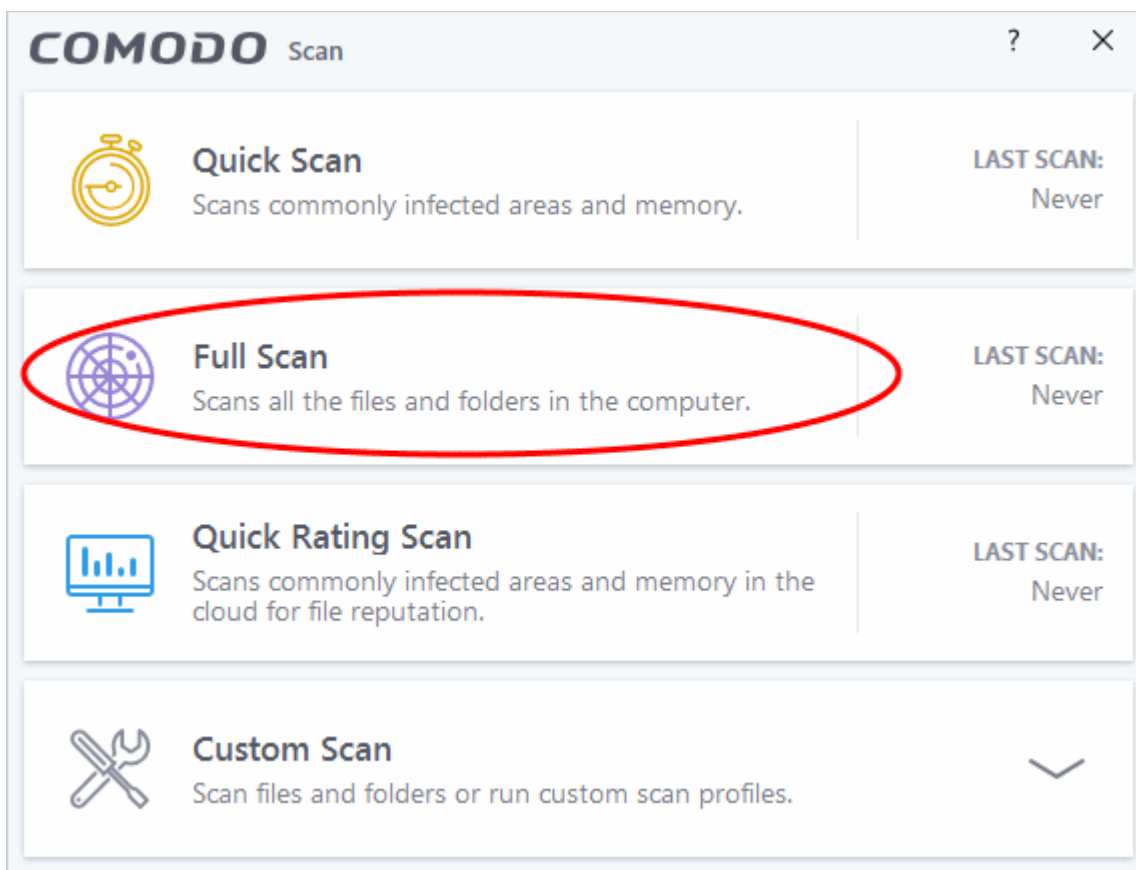 COMODO Scan
?
Quick Scan
Scans commonly infected areas and memory.
LAST SCAN:
Never
Full Scan
Scans all the files and folders in the computer.
LAST SCAN:
Never
Quick Rating Scan
Scans commonly infected areas and memory in the
cloud for file reputation.
LAST SCAN:
Never
Custom Scan
Scan files and folders or run custom scan profiles.